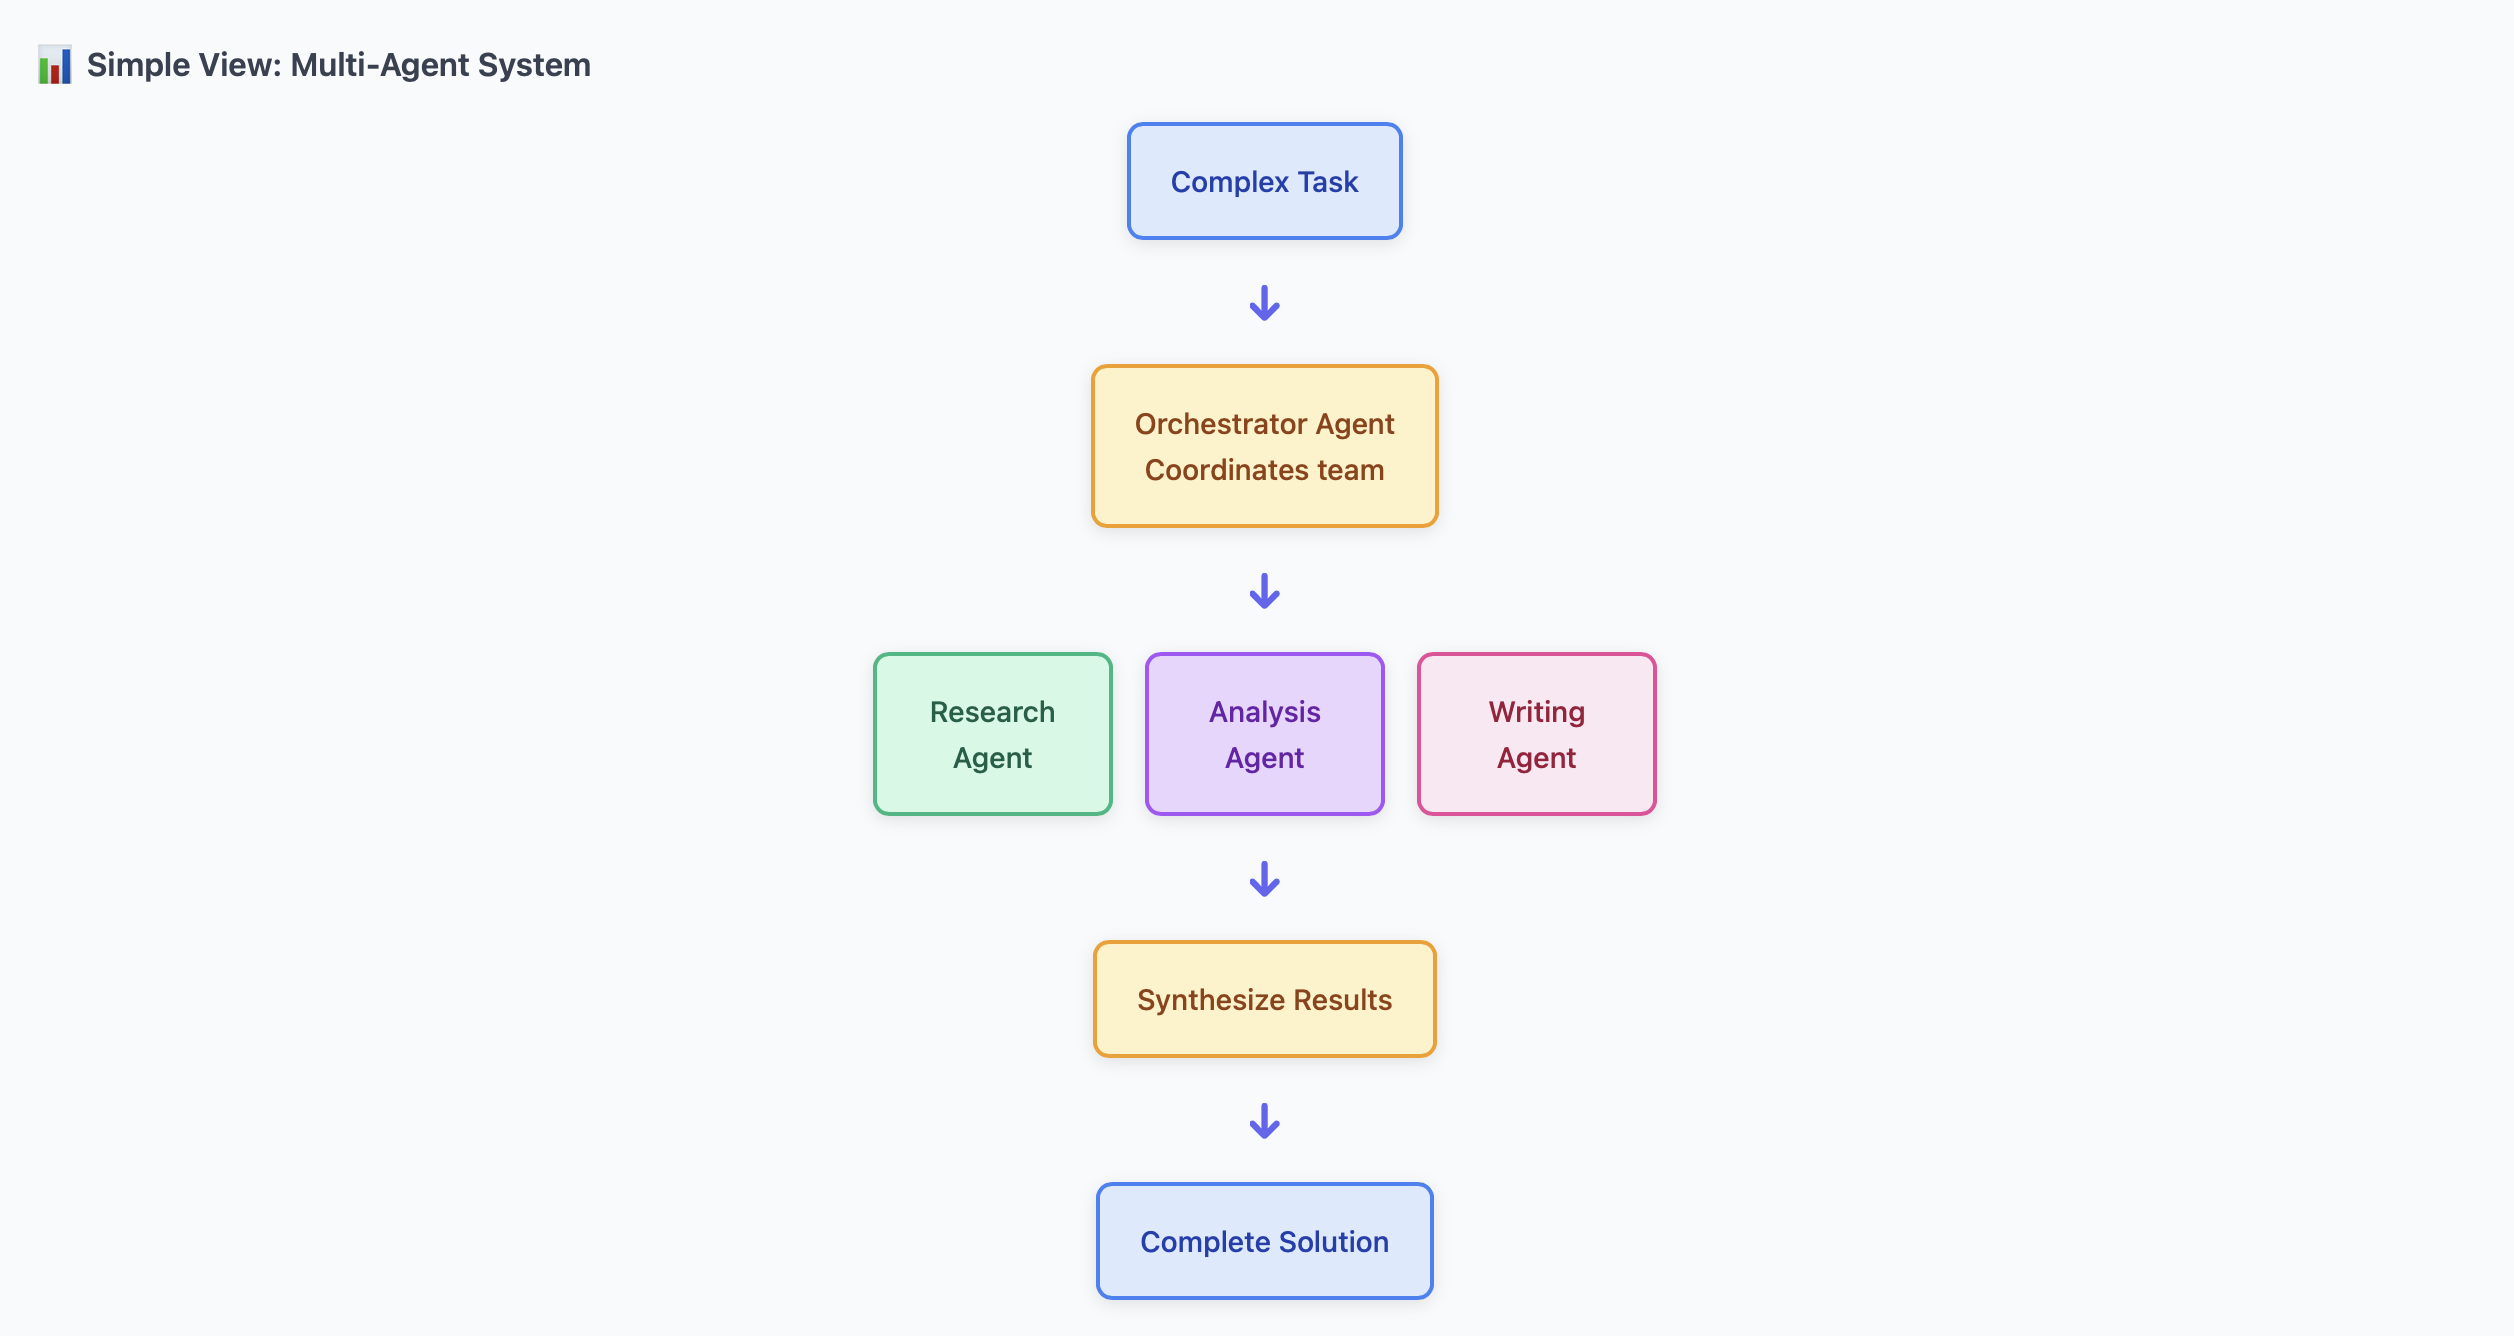 Simple View: Multi-Agent System
Complex Task
Orchestrator Agent
Coordinates team
Research
Agent
Analysis
Agent
Writing
Agent
Synthesize Results
Complete Solution